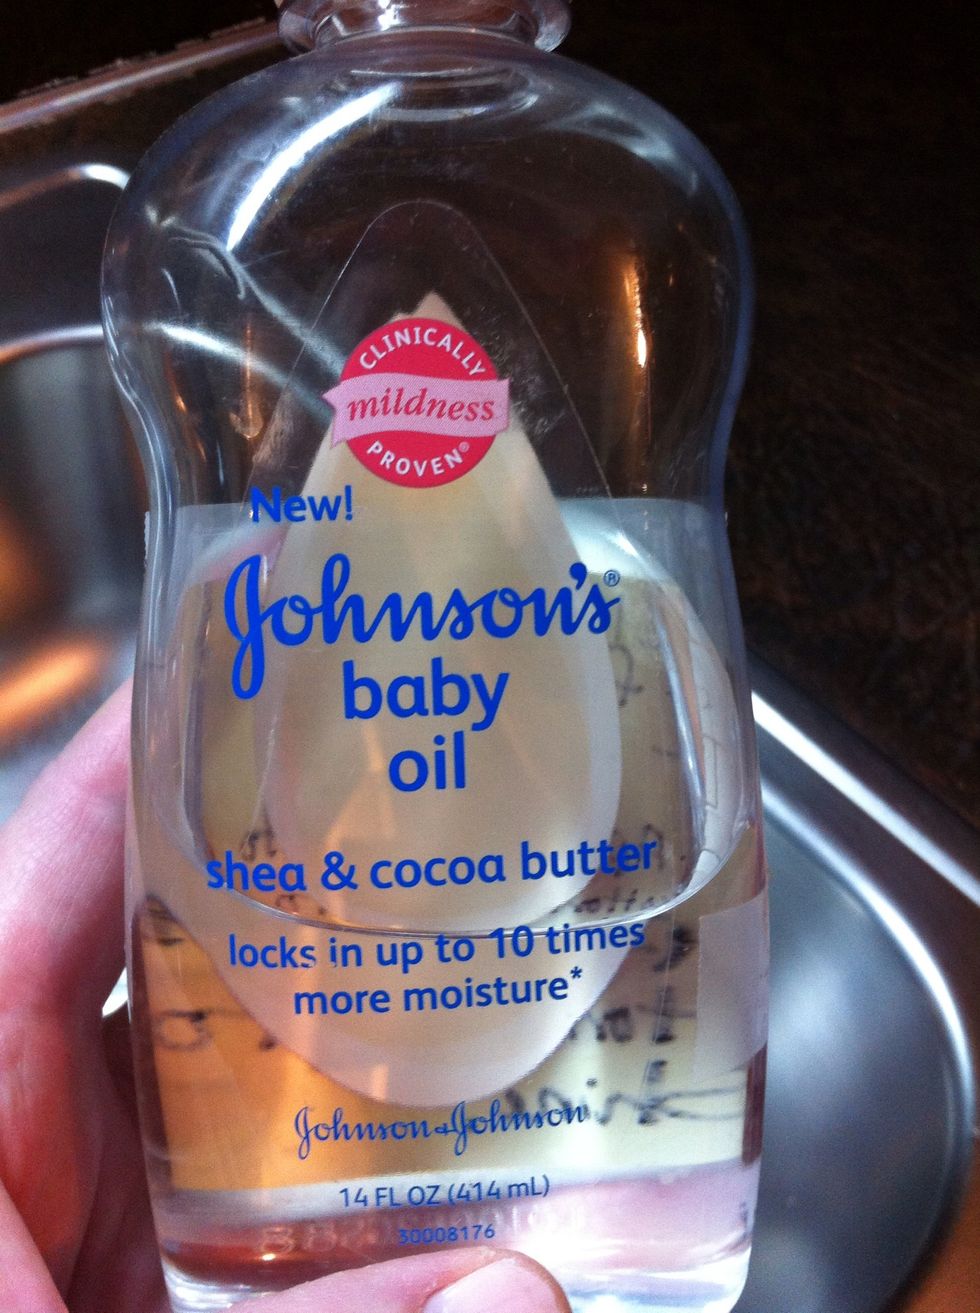 CLINICALLY
mildness
PROVEN®
New!
Johnson's®
baby
oil
shea & cocoa butter
locks in up to 10 times
more moisture*
Johnson & Johnson
14 FL OZ (414 mL)
30008176